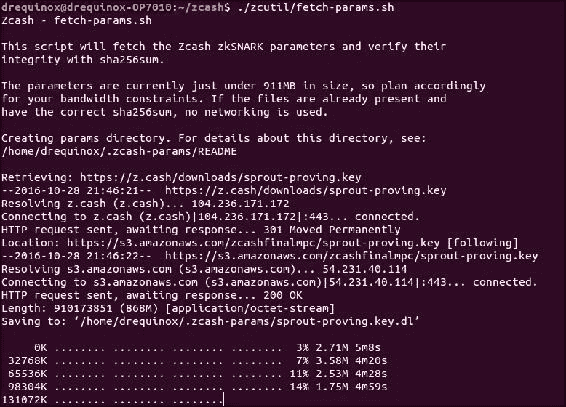 drequinox@drequinox-OP7010:~/zcash$ ./zcutil/fetch-params.sh
Zcash - fetch-params.sh
This script will fetch the Zcash zkSNARK parameters and verify their
integrity with sha256sum.
The parameters are currently just under 911MB in size, so plan accordingly
for your bandwidth constraints. If the files are already present and
have the correct sha256sum, no networking is used.
Creating params directory. For details about this directory, see:
/home/drequinox/.zcash-params/README
Retrieving: https://z.cash/downloads/sprout-proving.key
--2016-10-28 21:46:21-- https://z.cash/downloads/sprout-proving.key
Resolving z.cash (z.cash)... 104.236.171.172
Connecting to z.cash (z.cash)|104.236.171.172|:443... connected.
HTTP request sent, awaiting response... 301 Moved Permanently
Location: https://s3.amazonaws.com/zcashfinalmpc/sprout-proving.key [following]
--2016-10-28 21:46:22-- https://s3.amazonaws.com/zcashfinalmpc/sprout-proving.key
Resolving s3.amazonaws.com (s3.amazonaws.com)... 54.231.40.114
Connecting to s3.amazonaws.com (s3.amazonaws.com)|54.231.40.114|:443... connected.
HTTP request sent, awaiting response... 200 OK
Length: 910173851 (868M) [application/octet-stream]
Saving to: ‘/home/drequinox/.zcash-params/sprout-proving.key.dl’
0K ........ ........ ........ ........ 3% 2.71M 5m8s
32768K ........ ........ ........ ........ 7% 3.58M 4m20s
65536K ........ ........ ........ ........ 11% 2.53M 4m28s
98304K ........ ........ ........ ........ 14% 1.75M 4m59s
131072K ........ ........ ........